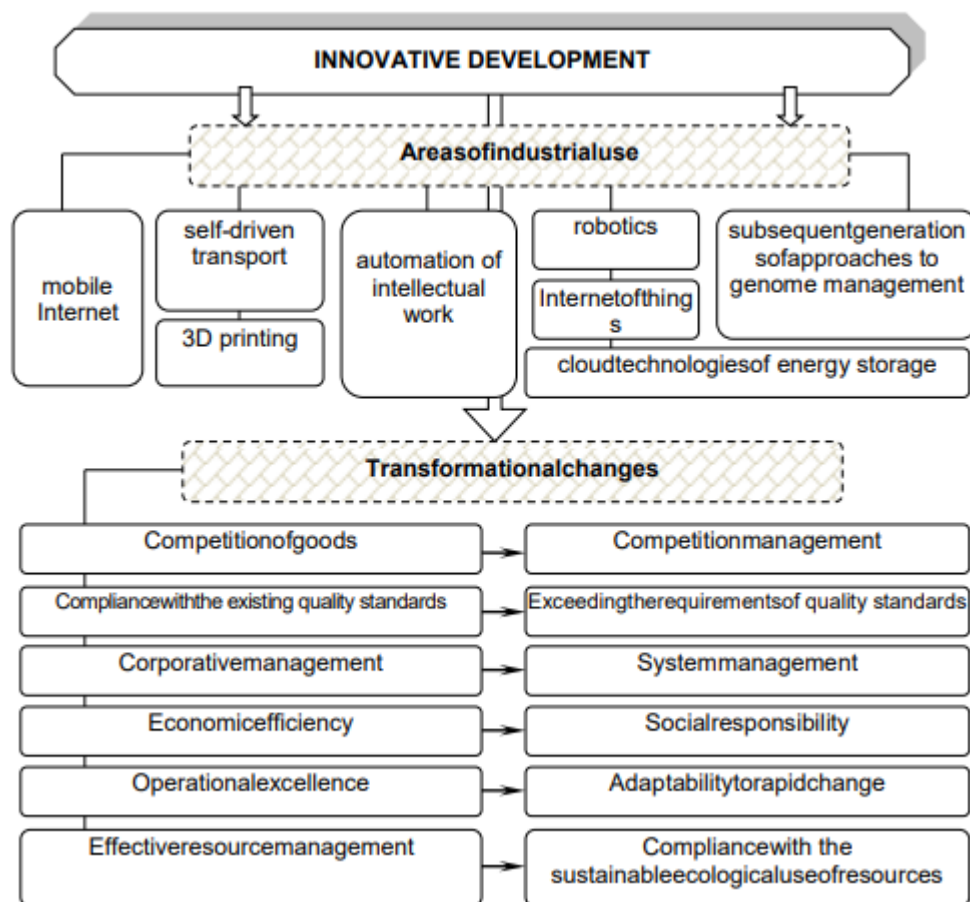 INNOVATIVE DEVELOPMENT
Areasofindustrialuse
mobile
Internet
self-driven
transport
3D printing
automation of
intellectual
work
robotics
Internetofthing
s
cloudtechnologiesof energy storage
subsequentgeneration
sofapproaches to
genome management
Transformationalchanges
Competitionofgoods
Competitionmanagement
Compliancewiththe existing quality standards
Exceedingtherequirementsof quality standards
Corporativemanagement
Systemmanagement
Economicefficiency
Socialresponsibility
Operationalexcellence
Adaptabilitytorapidchange
Effectiveresourcemanagement
Compliancewith the
sustainableecologicaluseofresources